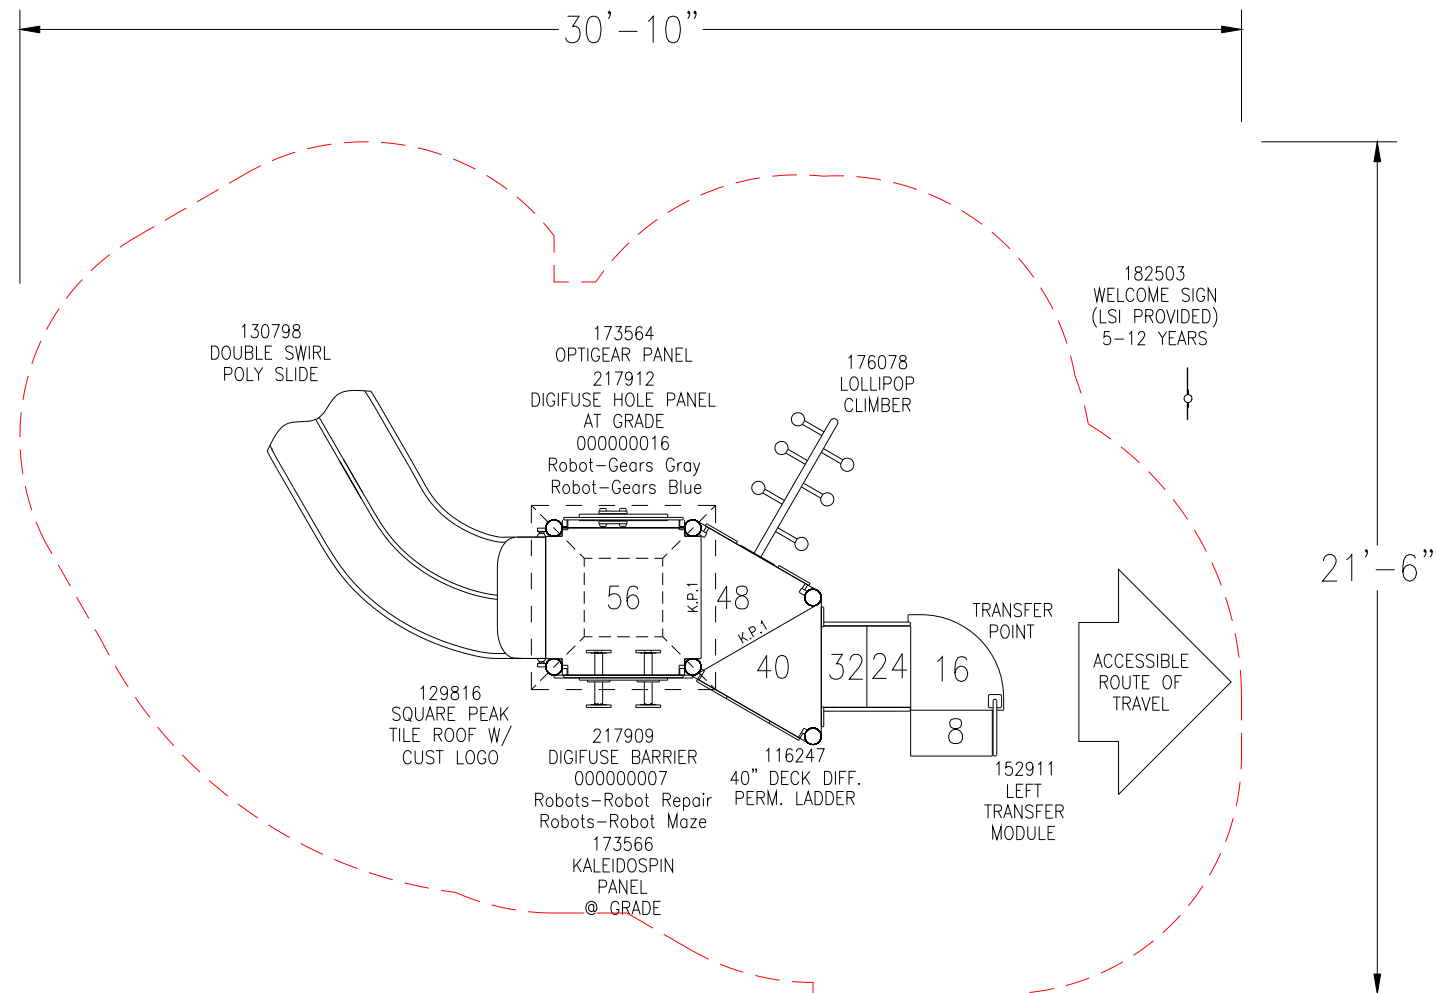 30'-10"
182503
WELCOME SIGN
(LSI PROVIDED)
5-12 YEARS
130798
DOUBLE SWIRL
POLY SLIDE
173564
OPTIGEAR PANEL
217912
DIGIFUSE HOLE PANEL
AT GRADE
000000016
Robot-Gears Gray
Robot-Gears Blue
176078
LOLLIPOP
CLIMBER
21'-6"
56
K.P.1
48
K.P.1
40
32
24
16
8
TRANSFER
POINT
ACCESSIBLE
ROUTE OF
TRAVEL
129816
SQUARE PEAK
TILE ROOF W/
CUST LOGO
217909
DIGIFUSE BARRIER
000000007
Robots-Robot Repair
Robots-Robot Maze
173566
KALEIDOSPIN
PANEL
@ GRADE
116247
40" DECK DIFF.
PERM. LADDER
152911
LEFT
TRANSFER
MODULE